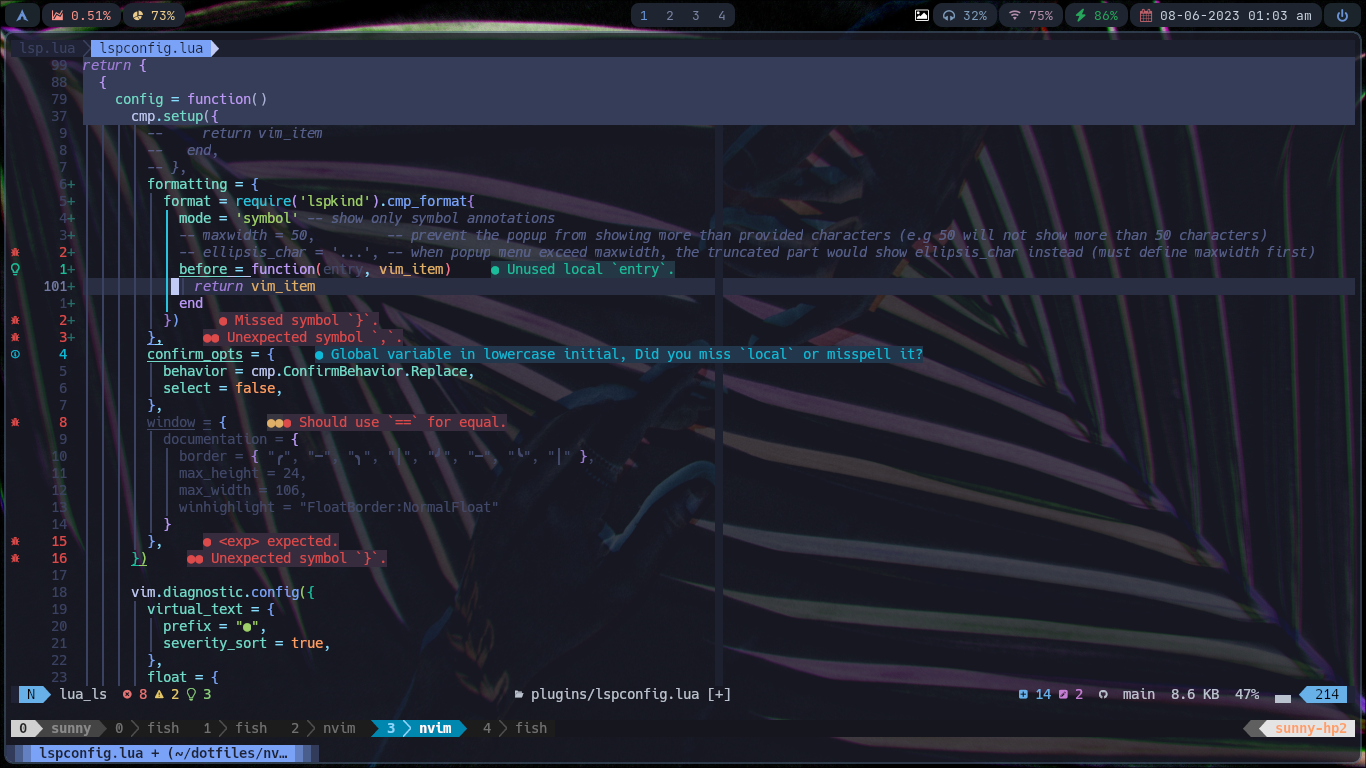 0.51% 73% 1 2 3 4 32% 75% 86% 08-06-2023 01:03 am
lsp.lua lspconfig.lua
99 return {
88 {
79 config = function()
37 cmp.setup({
9 -- return vim_item
8 -- end,
7 -- },
6+ formatting = {
5+ format = require('lspkind').cmp_format{
4+ mode = 'symbol' -- show only symbol annotations
3+ -- maxwidth = 50, -- prevent the popup from showing more than provided characters (e.g 50 will not show more than 50 characters)
2+ -- ellipsis_char = '...', -- when popup menu exceed maxwidth, the truncated part would show ellipsis_char instead (must define maxwidth first)
1+ before = function(entry, vim_item) ● Unused local `entry`.
101+ return vim_item
1+ end
2+ }) ● Missed symbol `}`.
3+ }, ●● Unexpected symbol `,`.
4 confirm_opts = { ● Global variable in lowercase initial, Did you miss `local` or misspell it?
5 behavior = cmp.ConfirmBehavior.Replace,
6 select = false,
7 },
8 window = { ●●● Should use `==` for equal.
9 documentation = {
10 border = { "╭", "─", "╮", "│", "╯", "─", "╰", "│" },
11 max_height = 24,
12 max_width = 106,
13 winhighlight = "FloatBorder:NormalFloat"
14 }
15 }, ● <exp> expected.
16 }) ●● Unexpected symbol `}`.
17
18 vim.diagnostic.config({
19 virtual_text = {
20 prefix = "●",
21 severity_sort = true,
22 },
23 float = {
N lua_ls 8 2 3 plugins/lspconfig.lua [+] 14 2 main 8.6 KB 47% 214
0 sunny 0 fish 1 fish 2 nvim 3 nvim 4 fish sunny-hp2
lspconfig.lua + (~/dotfiles/nv…